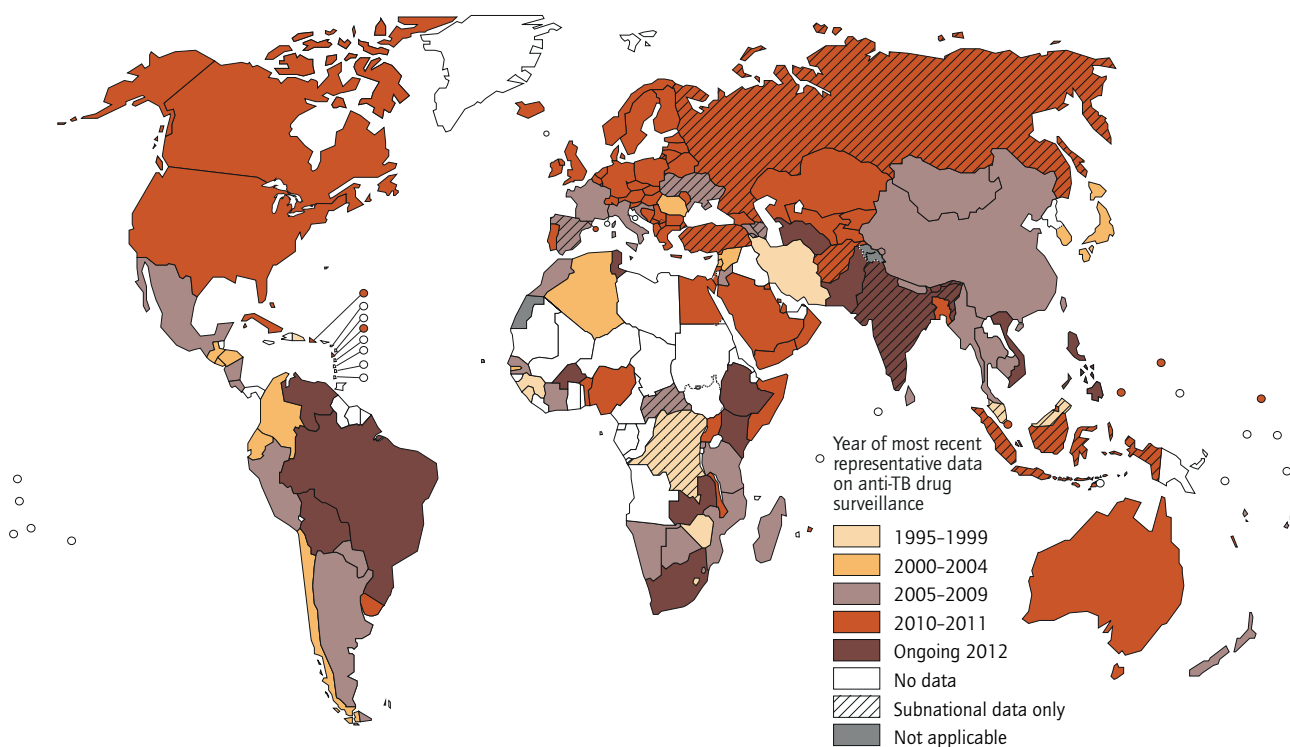 Year of most recent
representative data
on anti-TB drug
surveillance
1995–1999
2000–2004
2005–2009
2010–2011
Ongoing 2012
No data
Subnational data only
Not applicable